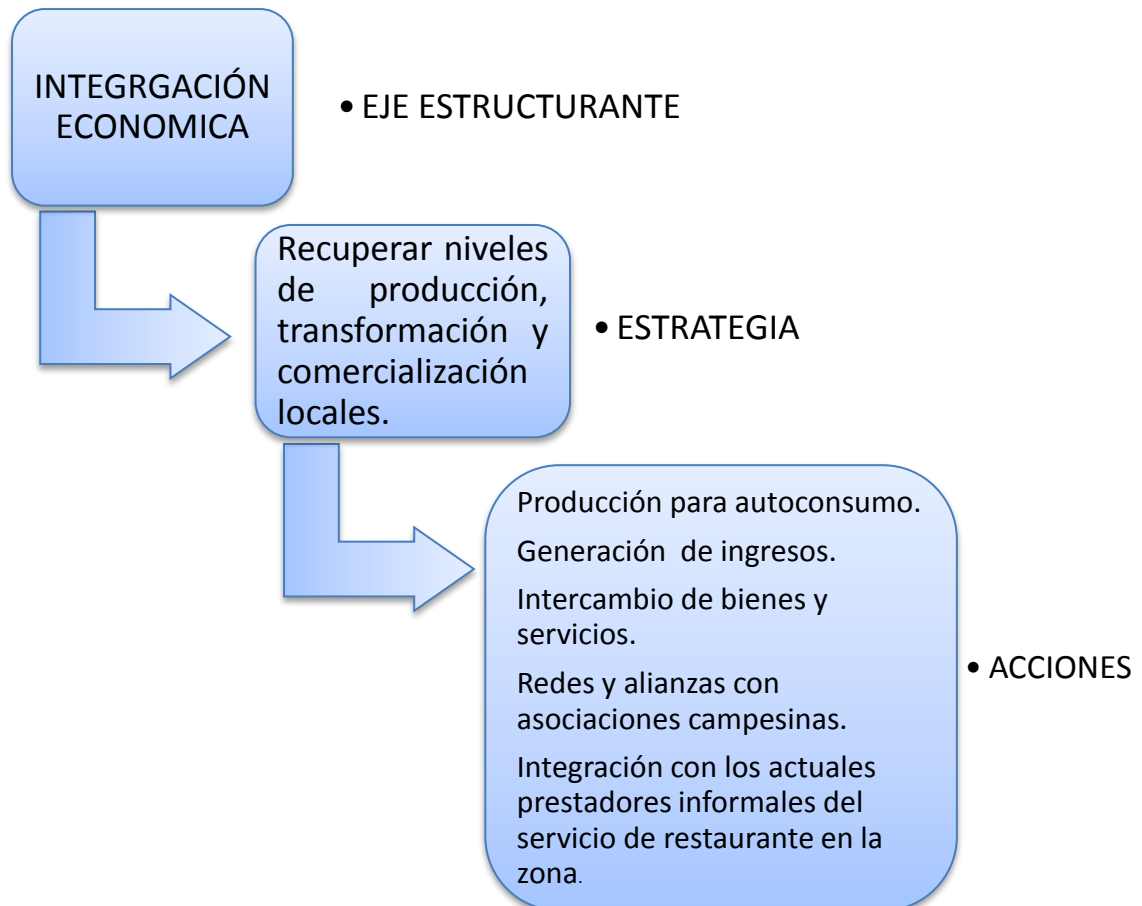 INTEGRGACIÓN
ECONOMICA
• EJE ESTRUCTURANTE
Recuperar niveles
de producción,
transformación y
comercialización
locales.
• ESTRATEGIA
Producción para autoconsumo.
Generación de ingresos.
Intercambio de bienes y
servicios.
Redes y alianzas con
asociaciones campesinas.
Integración con los actuales
prestadores informales del
servicio de restaurante en la
zona.
• ACCIONES